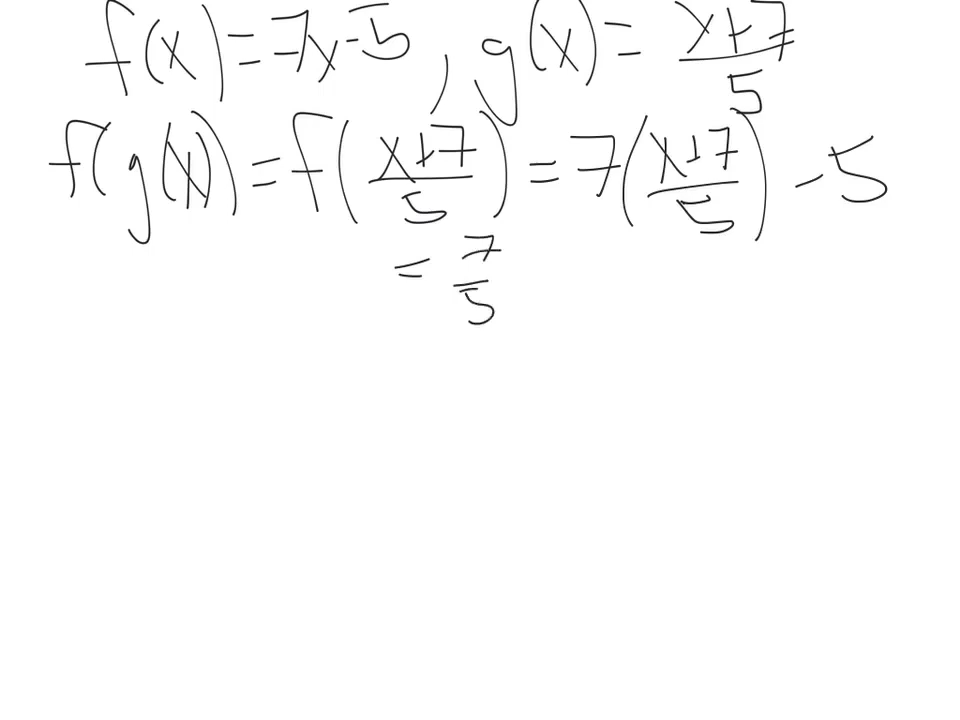 f(x) = 7x - 5 , g(x) = (x+7)/5
f(g(x)) = f((x+7)/5) = 7((x+7)/5) - 5
= 7/5